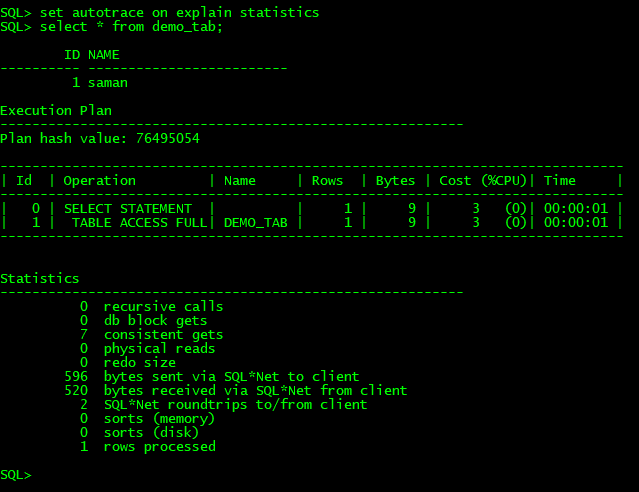 SQL> set autotrace on explain statistics
SQL> select * from demo_tab;
        ID NAME
---------- -------------------------
         1 saman
Execution Plan
----------------------------------------------------------
Plan hash value: 76495054
------------------------------------------------------------------------------
| Id  | Operation         | Name     | Rows  | Bytes | Cost (%CPU)| Time     |
------------------------------------------------------------------------------
|   0 | SELECT STATEMENT  |          |     1 |     9 |     3   (0)| 00:00:01 |
|   1 |  TABLE ACCESS FULL| DEMO_TAB |     1 |     9 |     3   (0)| 00:00:01 |
------------------------------------------------------------------------------
Statistics
----------------------------------------------------------
          0  recursive calls
          0  db block gets
          7  consistent gets
          0  physical reads
          0  redo size
        596  bytes sent via SQL*Net to client
        520  bytes received via SQL*Net from client
          2  SQL*Net roundtrips to/from client
          0  sorts (memory)
          0  sorts (disk)
          1  rows processed
SQL>